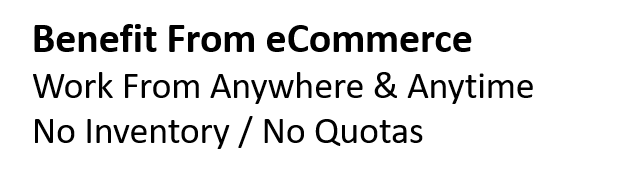 Benefit From eCommerce
Work From Anywhere & Anytime
No Inventory / No Quotas